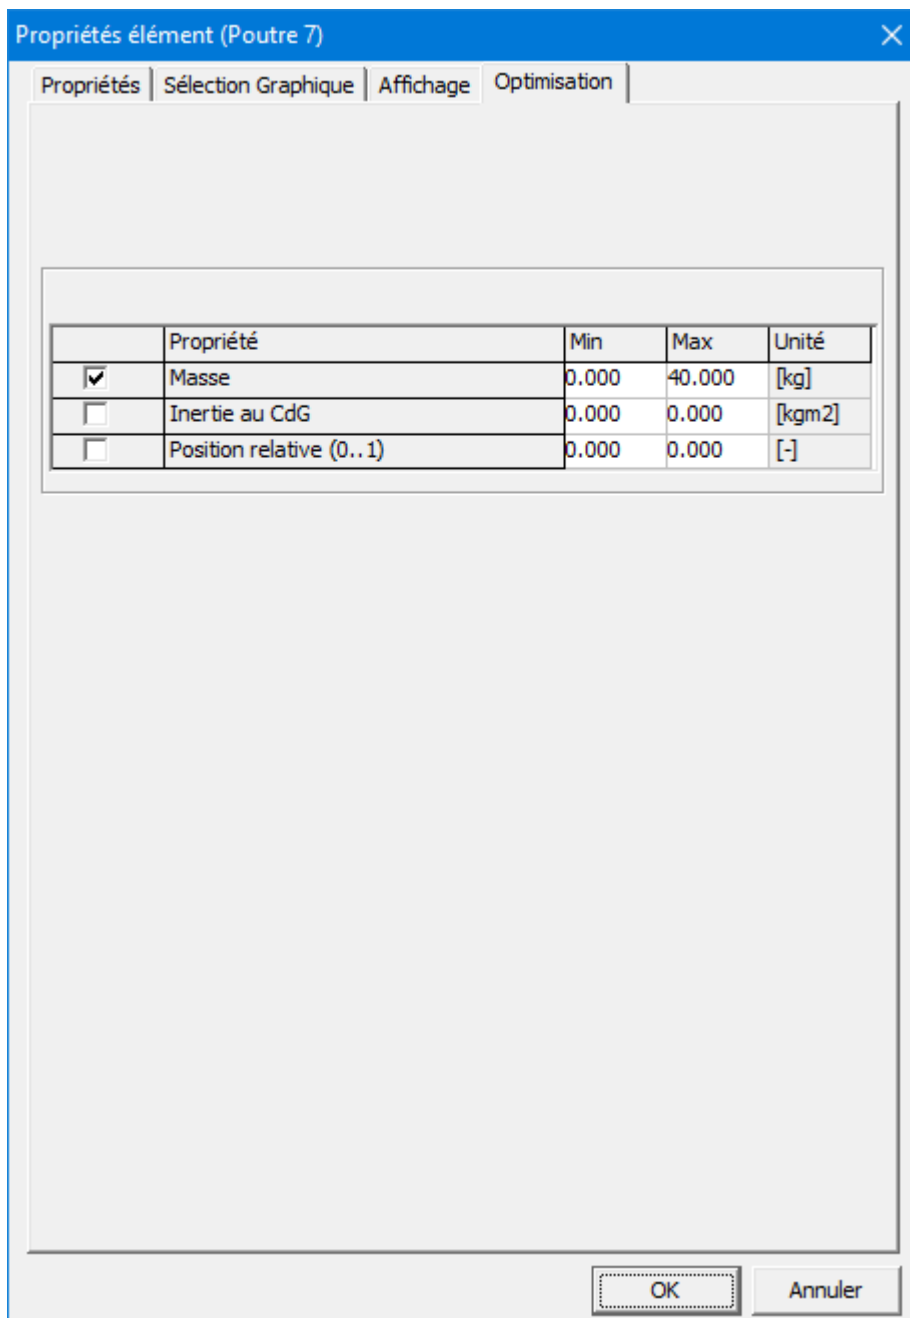 Propriétés élément (Poutre 7)
Propriétés Sélection Graphique Affichage Optimisation
Propriété Min Max Unité
Masse 0.000 40.000 [kg]
Inertie au CdG 0.000 0.000 [kgm2]
Position relative (0..1) 0.000 0.000 [-]
OK Annuler